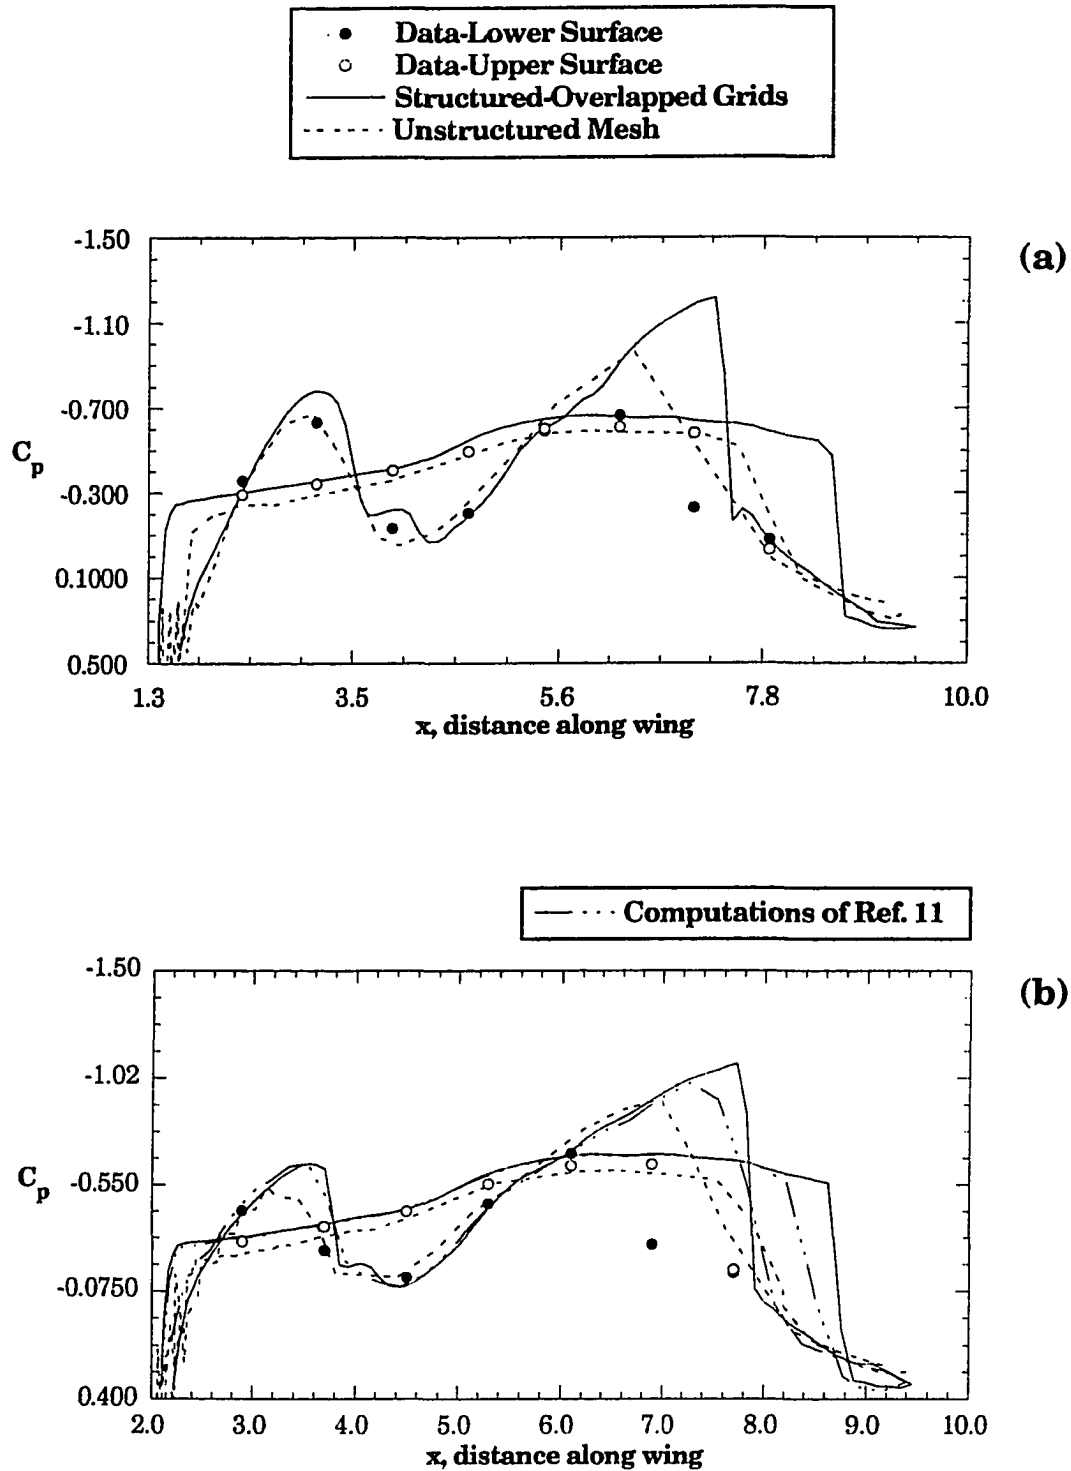 Data-Lower Surface
Data-Upper Surface
Structured-Overlapped Grids
Unstructured Mesh
(a)
-1.50
-1.10
-0.700
-0.300
0.1000
0.500
Cp
1.3 3.5 5.6 7.8 10.0
x, distance along wing
Computations of Ref. 11
(b)
-1.50
-1.02
-0.550
-0.0750
0.400
Cp
2.0 3.0 4.0 5.0 6.0 7.0 8.0 9.0 10.0
x, distance along wing